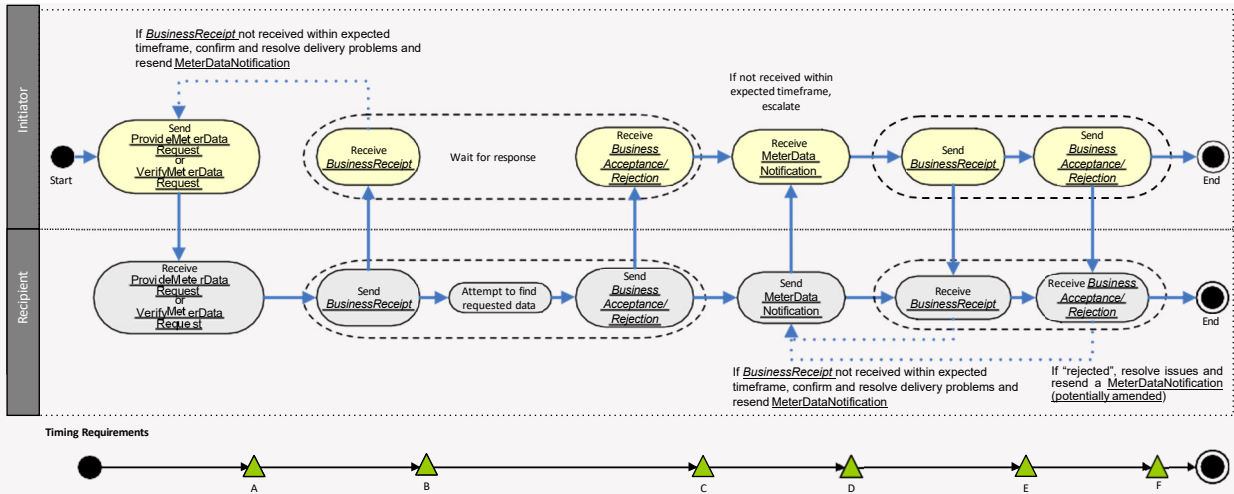 Initiator
If BusinessReceipt not received within expected
timeframe, confirm and resolve delivery problems and
resend MeterDataNotification
If not received within
expected timeframe,
escalate
Start
Send
ProvideMeterData
Request
or
VerifyMeterData
Request
Receive
BusinessReceipt
Wait for response
Receive
Business
Acceptance/
Rejection
Receive
MeterData
Notification
Send
BusinessReceipt
Send
Business
Acceptance/
Rejection
End
Recipient
Receive
ProvideMeterData
Request
or
VerifyMeterData
Request
Send
BusinessReceipt
Attempt to find
requested data
Send
Business
Acceptance/
Rejection
Send
MeterData
Notification
Receive
BusinessReceipt
Receive Business
Acceptance/
Rejection
End
If BusinessReceipt not received within expected
timeframe, confirm and resolve delivery problems and
resend MeterDataNotification
If “rejected”, resolve issues and
resend a MeterDataNotification
(potentially amended)
Timing Requirements
A
B
C
D
E
F